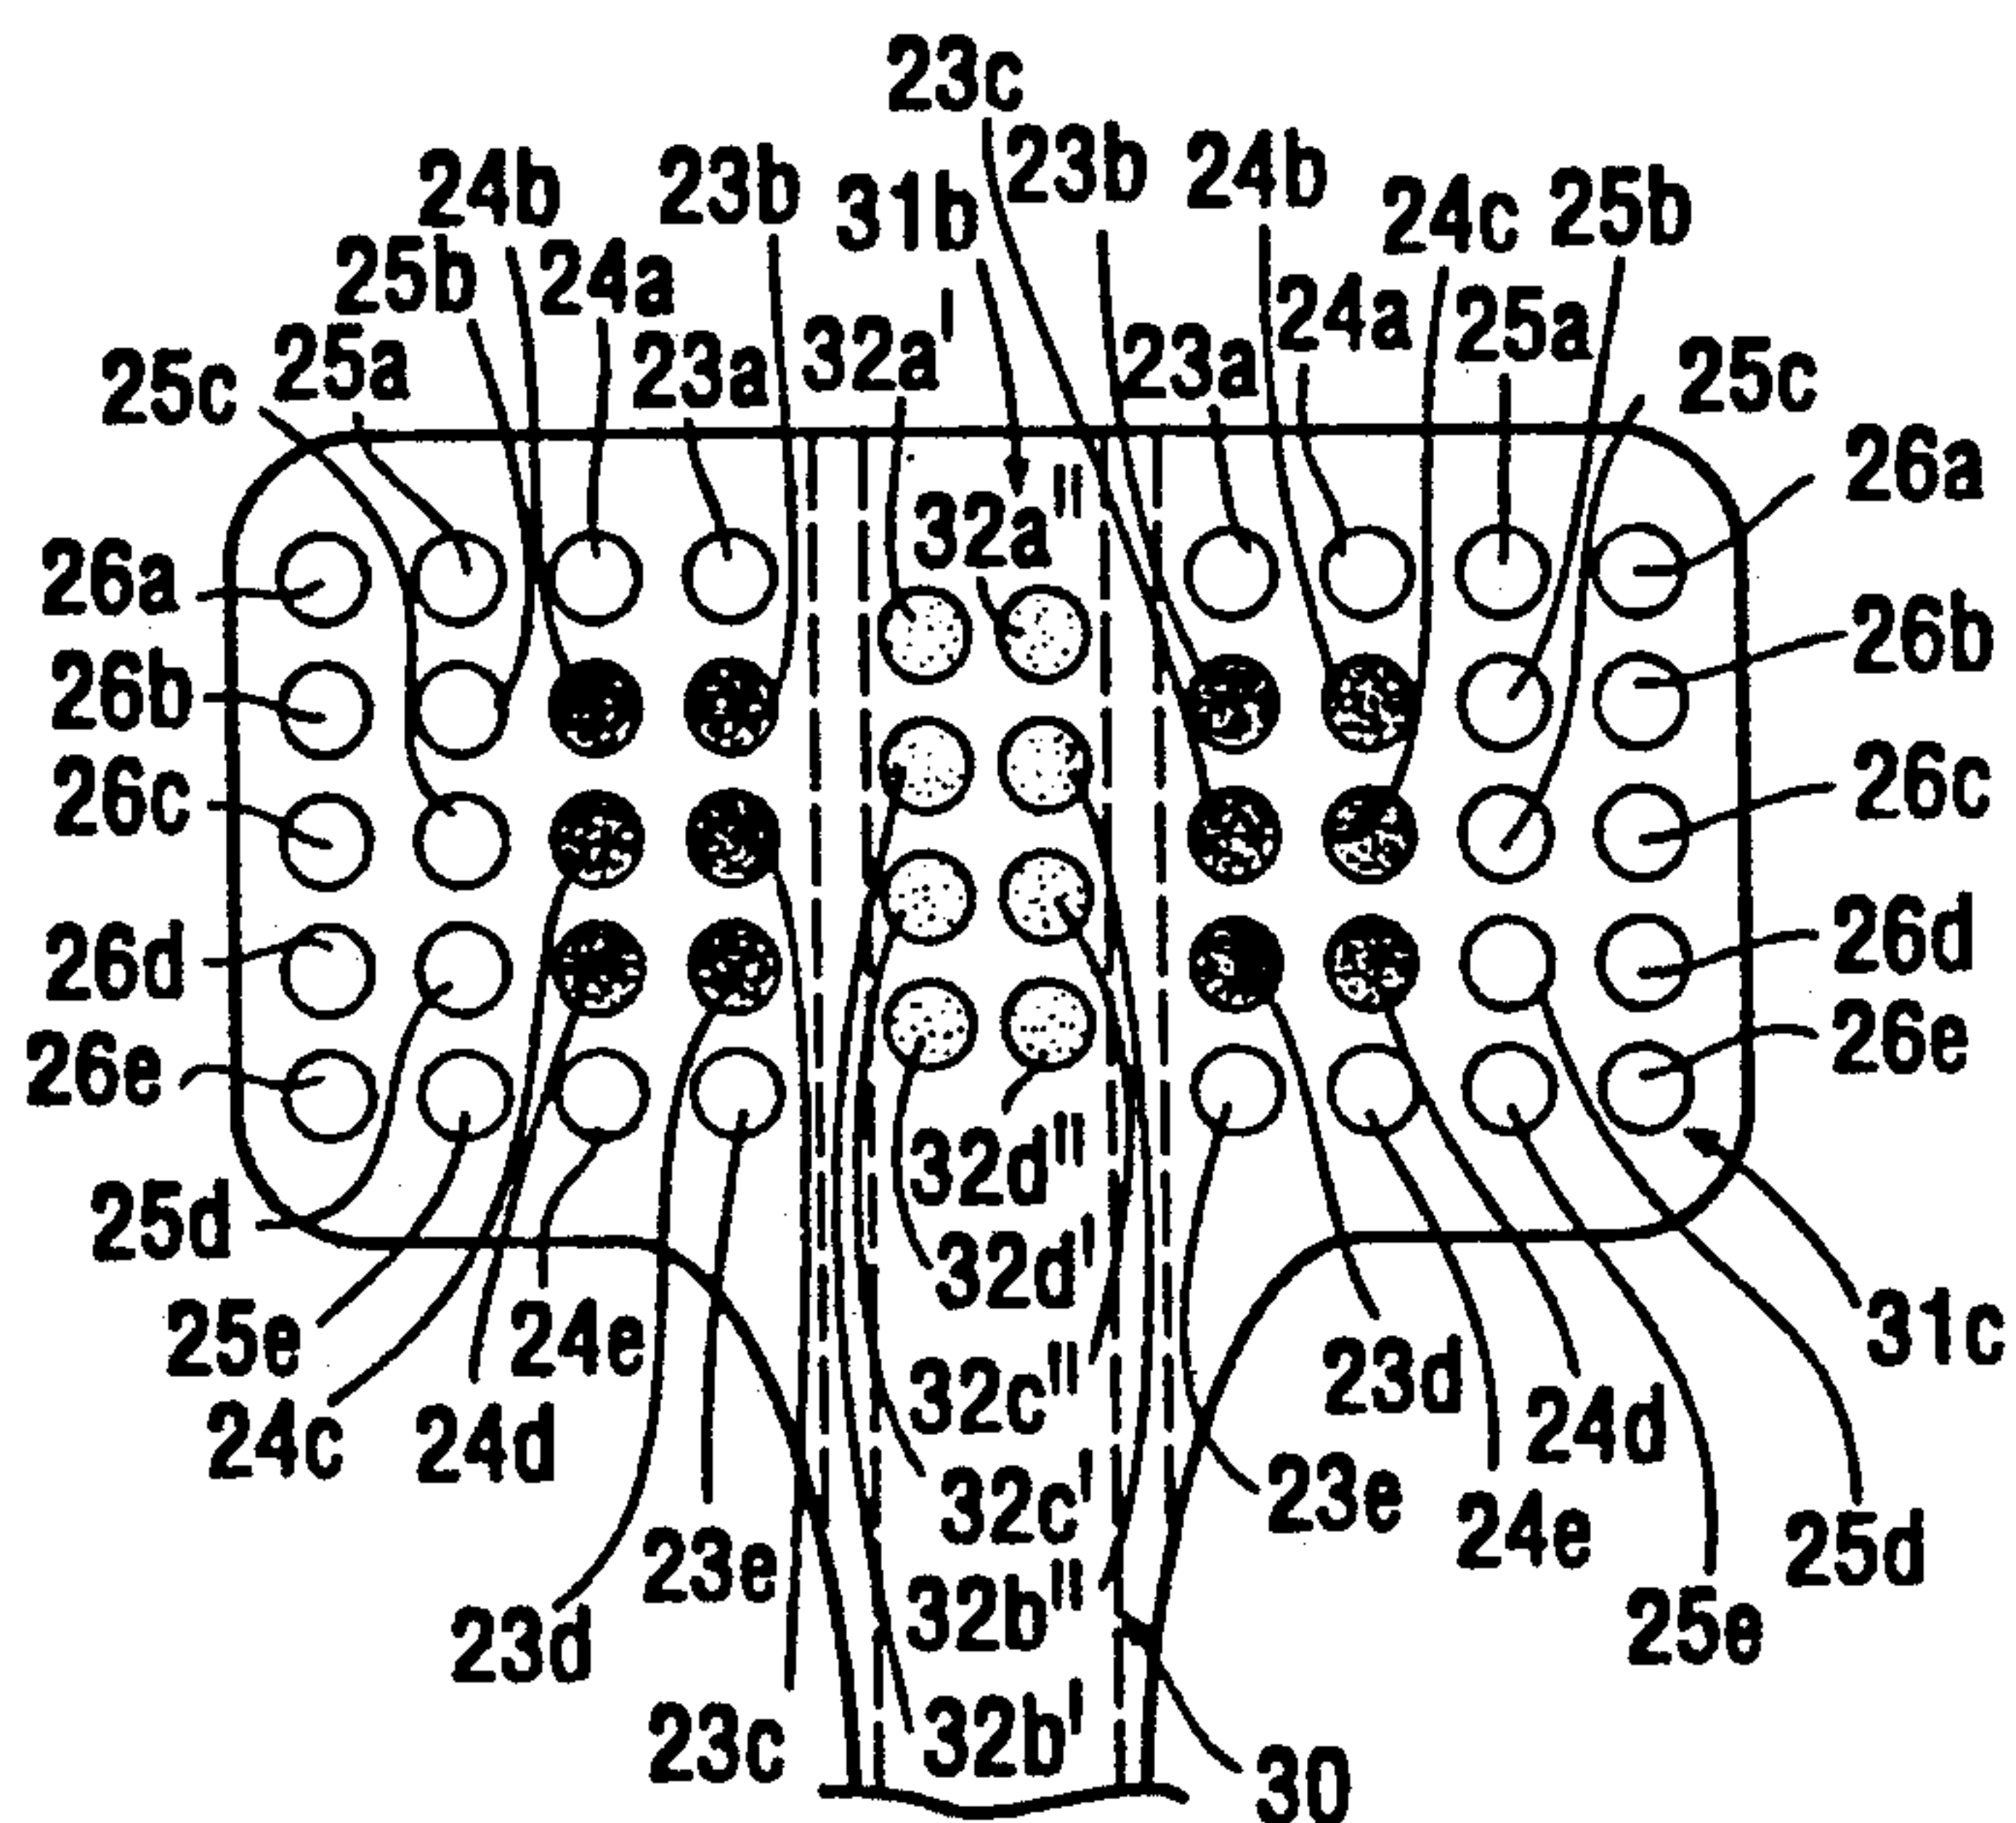 23c
23b 24b
24b 23b 31b 24c 25b
25b 24a 24a 25a
25c 25a 23a 32a' 23a 25c
26a
32a"
26a
26b
26b
26c
26c
26d
26d
26e
26e
32d"
25d
32d'
25e 24e 31c
32c" 23d
24c 24d 24d
32c' 23e
23e 24e 25d
32b"
23d 25e
23c 32b'
30